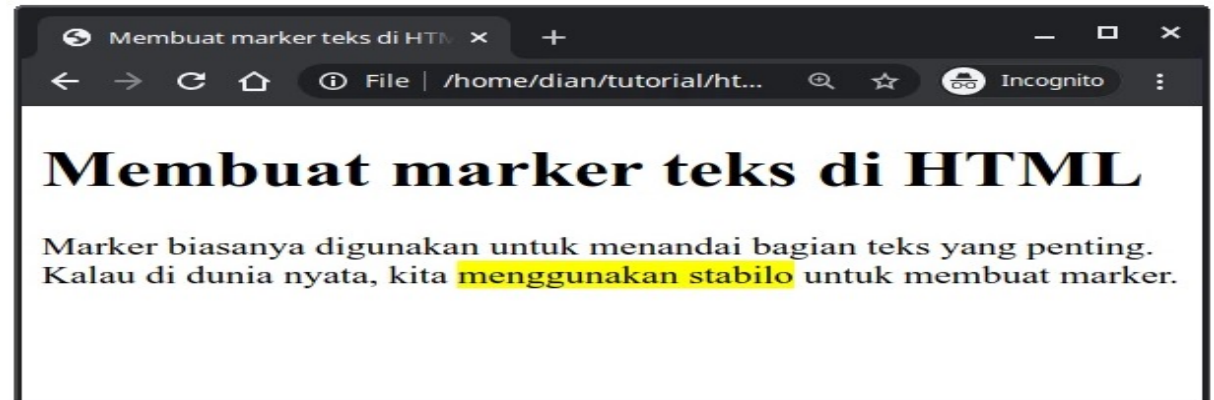 Membuat marker teks di HTM
File | /home/dian/tutorial/ht... Incognito
Membuat marker teks di HTML
Marker biasanya digunakan untuk menandai bagian teks yang penting.
Kalau di dunia nyata, kita menggunakan stabilo untuk membuat marker.